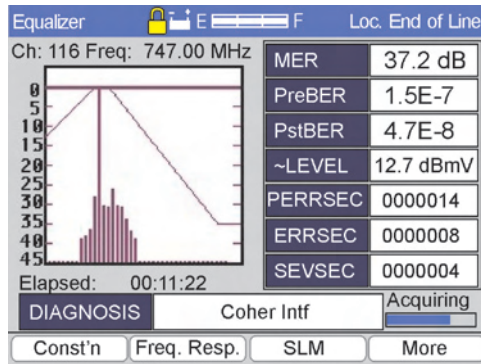 Equalizer E F Loc. End of Line
Ch: 116 Freq: 747.00 MHz
0
5
10
15
20
25
30
35
40
45
MER 37.2 dB
PreBER 1.5E-7
PstBER 4.7E-8
~LEVEL 12.7 dBmV
PERRSEC 0000014
ERRSEC 0000008
SEVSEC 0000004
Elapsed: 00:11:22
DIAGNOSIS Coher Intf Acquiring
Const'n Freq. Resp. SLM More